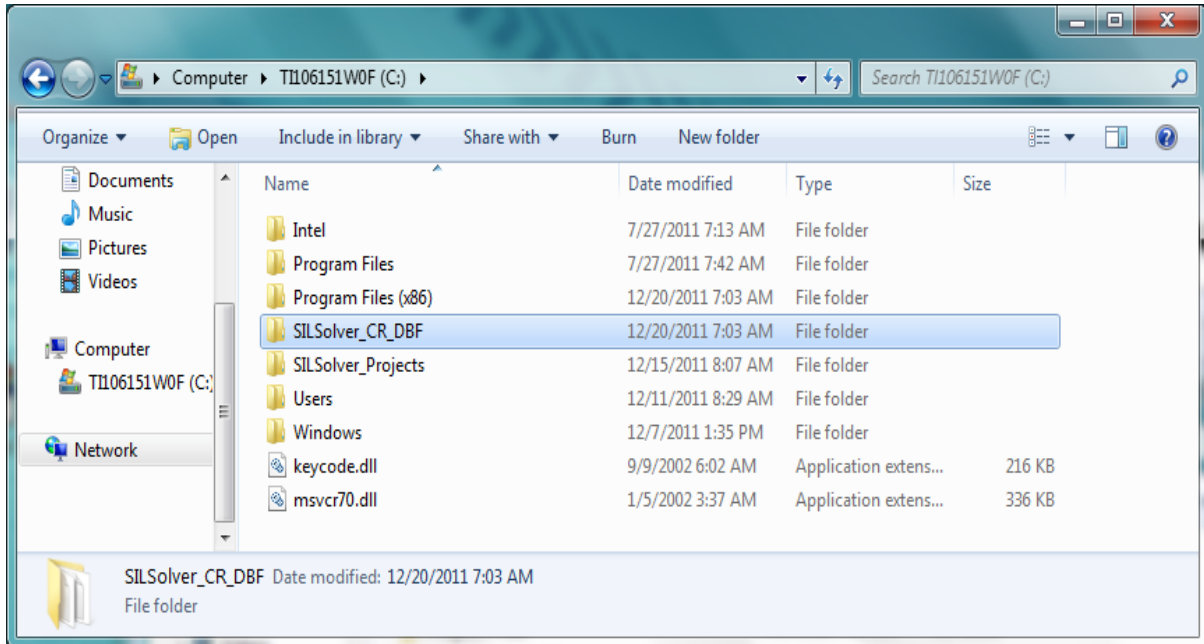 Computer TI106151W0F (C:) Search TI106151W0F (C:)
Organize Open Include in library Share with Burn New folder
Documents
Music
Pictures
Videos
Computer
TI106151W0F (C:)
Network
Name Date modified Type Size
Intel 7/27/2011 7:13 AM File folder
Program Files 7/27/2011 7:42 AM File folder
Program Files (x86) 12/20/2011 7:03 AM File folder
SILSolver_CR_DBF 12/20/2011 7:03 AM File folder
SILSolver_Projects 12/15/2011 8:07 AM File folder
Users 12/11/2011 8:29 AM File folder
Windows 12/7/2011 1:35 PM File folder
keycode.dll 9/9/2002 6:02 AM Application extens... 216 KB
msvcr70.dll 1/5/2002 3:37 AM Application extens... 336 KB
SILSolver_CR_DBF Date modified: 12/20/2011 7:03 AM
File folder